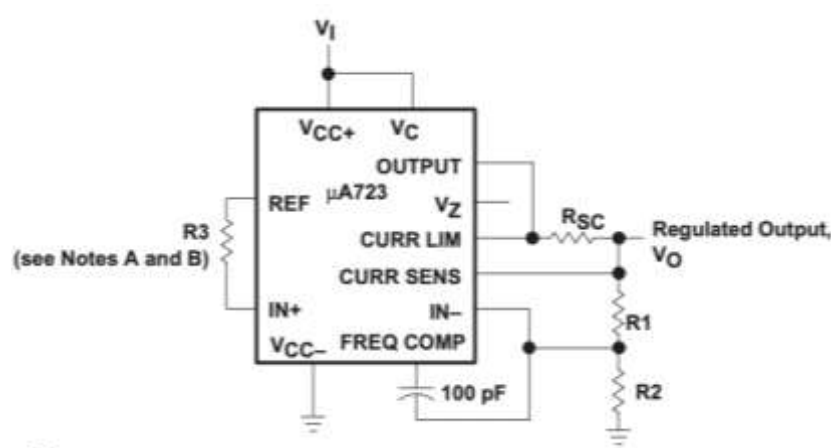 VI
VCC+ VC
OUTPUT
µA723
REF
VZ
RSC
R3
(see Notes A and B)
CURR LIM
Regulated Output,
VO
CURR SENS
IN+
IN–
R1
VCC–
FREQ COMP
100 pF
R2